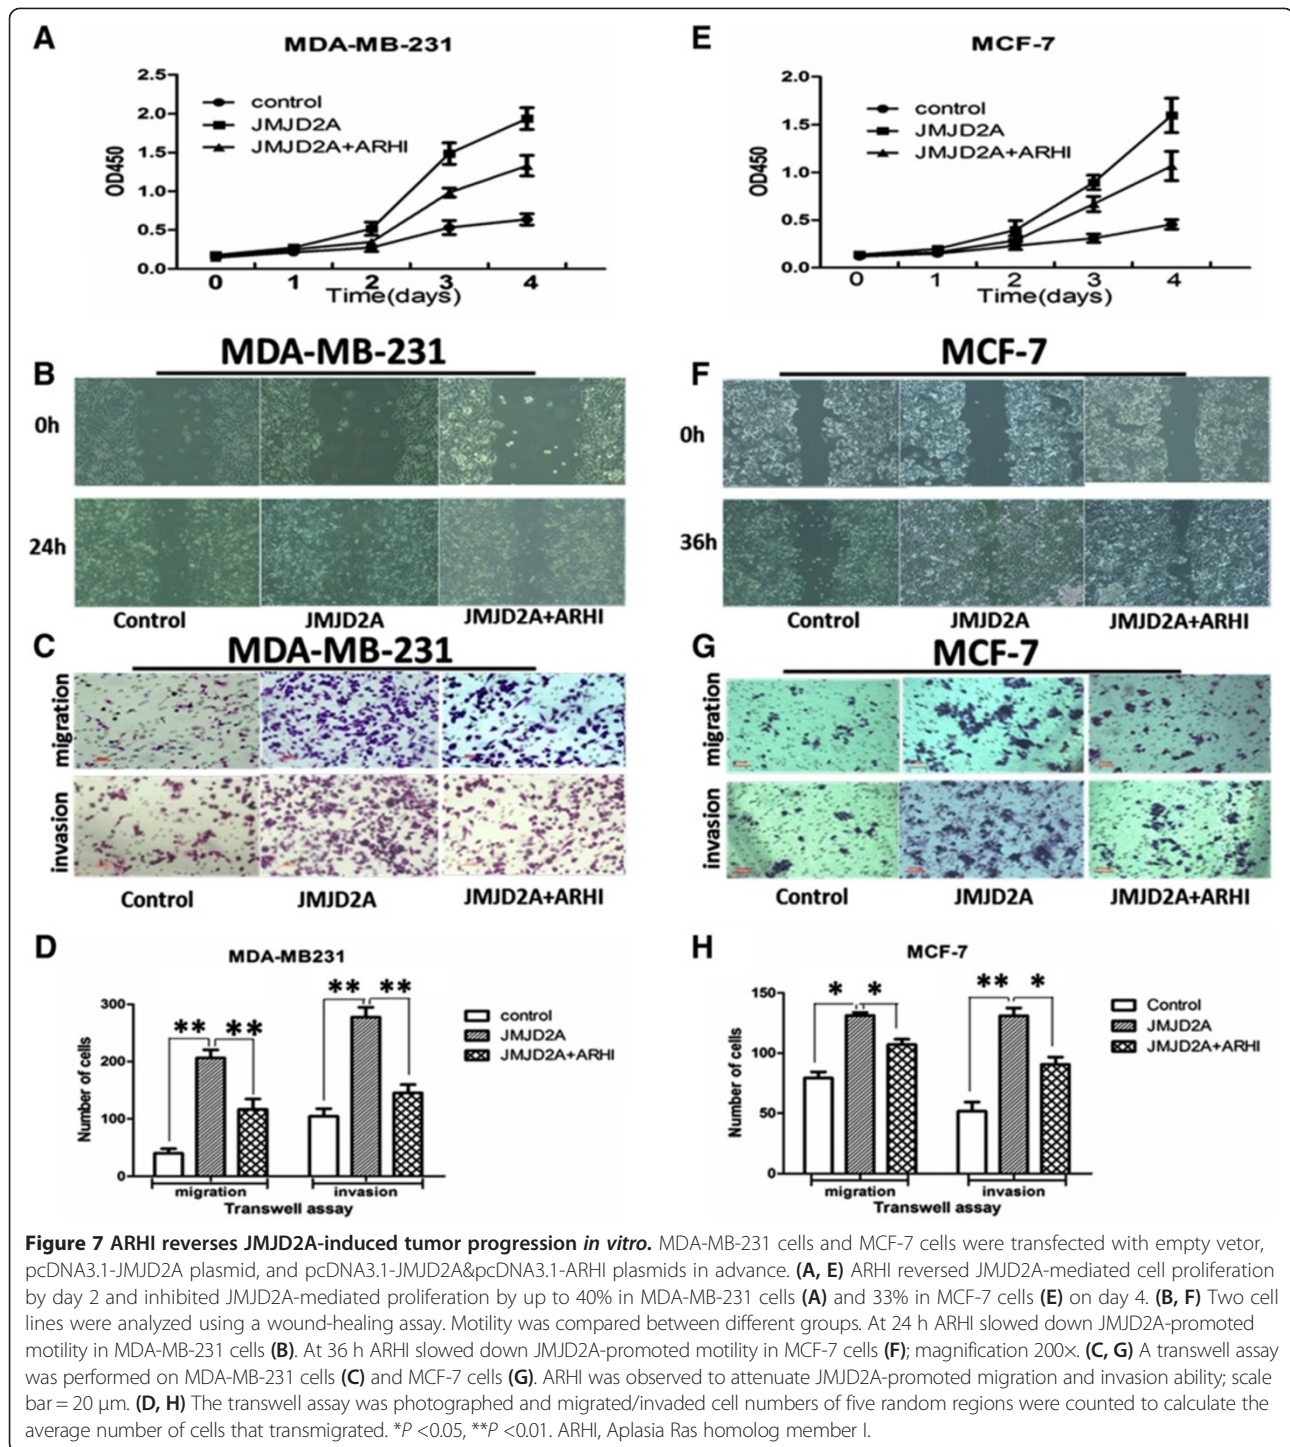 A
MDA-MB-231
2.5
2.0
1.5
1.0
0.5
0.0
OD450
control
JMJD2A
JMJD2A+ARHI
0 1 2 3 4
Time(days)
E
MCF-7
2.0
1.5
1.0
0.5
0.0
OD450
control
JMJD2A
JMJD2A+ARHI
0 1 2 3 4
Time(days)
B
MDA-MB-231
0h
24h
Control JMJD2A JMJD2A+ARHI
F
MCF-7
0h
36h
Control JMJD2A JMJD2A+ARHI
C
MDA-MB-231
migration
invasion
Control JMJD2A JMJD2A+ARHI
G
MCF-7
migration
invasion
Control JMJD2A JMJD2A+ARHI
D
MDA-MB231
300
200
100
0
Number of cells
** ** ** **
control
JMJD2A
JMJD2A+ARHI
migration invasion
Transwell assay
H
MCF-7
150
100
50
0
Number of cells
* * ** *
Control
JMJD2A
JMJD2A+ARHI
migration invasion
Transwell assay
Figure 7 ARHI reverses JMJD2A-induced tumor progression in vitro. MDA-MB-231 cells and MCF-7 cells were transfected with empty vetor,
pcDNA3.1-JMJD2A plasmid, and pcDNA3.1-JMJD2A&pcDNA3.1-ARHI plasmids in advance. (A, E) ARHI reversed JMJD2A-mediated cell proliferation
by day 2 and inhibited JMJD2A-mediated proliferation by up to 40% in MDA-MB-231 cells (A) and 33% in MCF-7 cells (E) on day 4. (B, F) Two cell
lines were analyzed using a wound-healing assay. Motility was compared between different groups. At 24 h ARHI slowed down JMJD2A-promoted
motility in MDA-MB-231 cells (B). At 36 h ARHI slowed down JMJD2A-promoted motility in MCF-7 cells (F); magnification 200×. (C, G) A transwell assay
was performed on MDA-MB-231 cells (C) and MCF-7 cells (G). ARHI was observed to attenuate JMJD2A-promoted migration and invasion ability; scale
bar = 20 μm. (D, H) The transwell assay was photographed and migrated/invaded cell numbers of five random regions were counted to calculate the
average number of cells that transmigrated. *P <0.05, **P <0.01. ARHI, Aplasia Ras homolog member I.